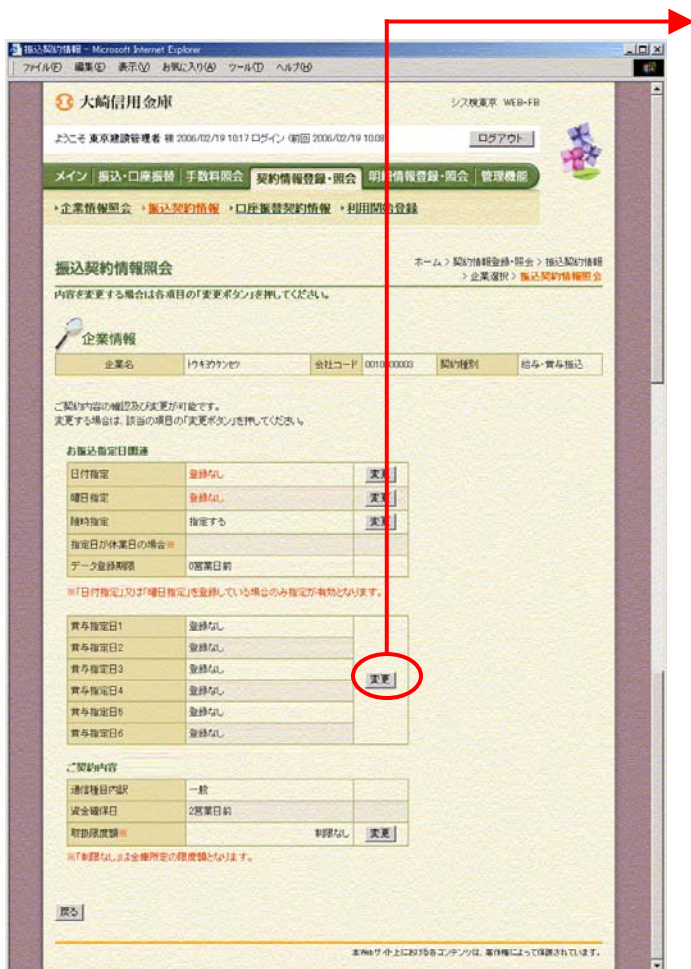 振込契約情報 - Microsoft Internet Explorer
ファイル(F) 編集(E) 表示(V) お気に入り(A) ツール(T) ヘルプ(H)
大崎信用金庫
シス検東京 WEB-FB
ようこそ 東京建設管理者 様 2006/02/19 10:17 ログイン (前回 2006/02/19 10:08
ログアウト
メイン 振込・口座振替 手数料照会 契約情報登録・照会 明細情報登録・照会 管理機能
企業情報照会 振込契約情報 口座振替契約情報 利用開始登録
振込契約情報照会
ホーム > 契約情報登録・照会 > 振込契約情報
> 企業選択 > 振込契約情報照会
内容を変更する場合は各項目の「変更ボタン」を押してください。
企業情報
企業名 トウキヨウケンセツ 会社コード 0010000003 契約種別 給与・賞与振込
ご契約内容の確認及び変更が可能です。
変更する場合は、該当の項目の「変更ボタン」を押してください。
お振込指定日関連
日付指定 登録なし 変更
曜日指定 登録なし 変更
随時指定 指定する 変更
指定日が休業日の場合※
データ登録期限 0営業日前
※「日付指定」又は「曜日指定」を登録している場合のみ指定が有効となります。
賞与指定日1 登録なし
賞与指定日2 登録なし
賞与指定日3 登録なし
変更
賞与指定日4 登録なし
賞与指定日5 登録なし
賞与指定日6 登録なし
ご契約内容
通信種目内訳 一般
資金確保日 2営業日前
取扱限度額※ 制限なし 変更
※「制限なし」は金庫所定の限度額となります。
戻る
本Webサイト上における各コンテンツは、著作権によって保護されています。